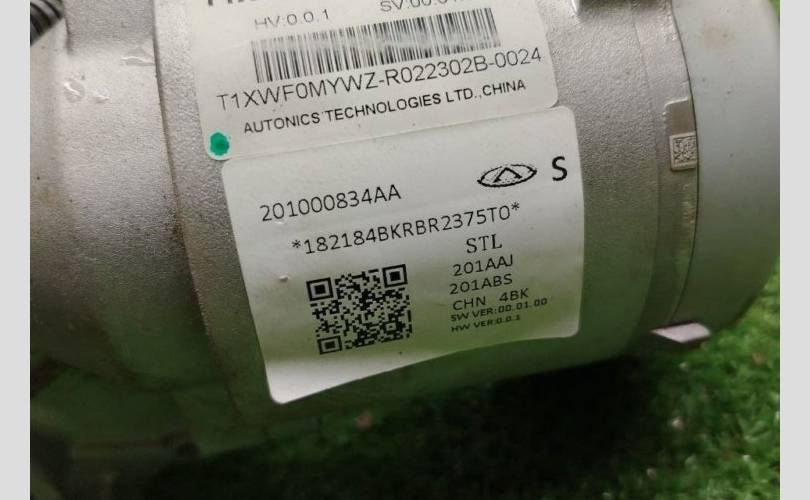 HV:0.0.1
T1XWF0MYWZ-R022302B-0024
AUTONICS TECHNOLOGIES LTD.,CHINA
S
201000834AA
*182184BKRBR2375T0*
STL
201AAJ
201ABS
CHN 4BK
SW VER:00.01.00
HW VER:0.0.1